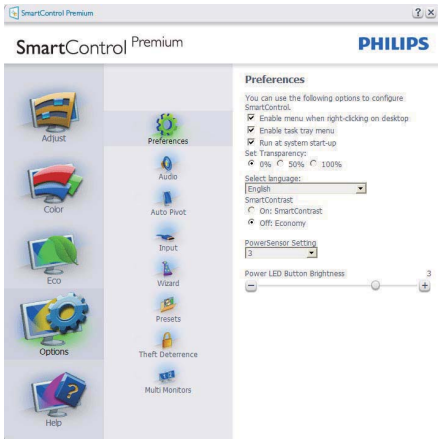 SmartControl Premium
? x
SmartControl Premium
PHILIPS
Adjust
Color
Eco
Options
Help
Preferences
Audio
Auto Pivot
Input
Wizard
Presets
Theft Deterrence
Multi Monitors
Preferences
You can use the following options to configure
SmartControl.
Enable menu when right-clicking on desktop
Enable task tray menu
Run at system start-up
Set Transparency:
0% 50% 100%
Select language:
English
SmartContrast
On: SmartContrast
Off: Economy
PowerSensor Setting
3
Power LED Button Brightness 3
- +